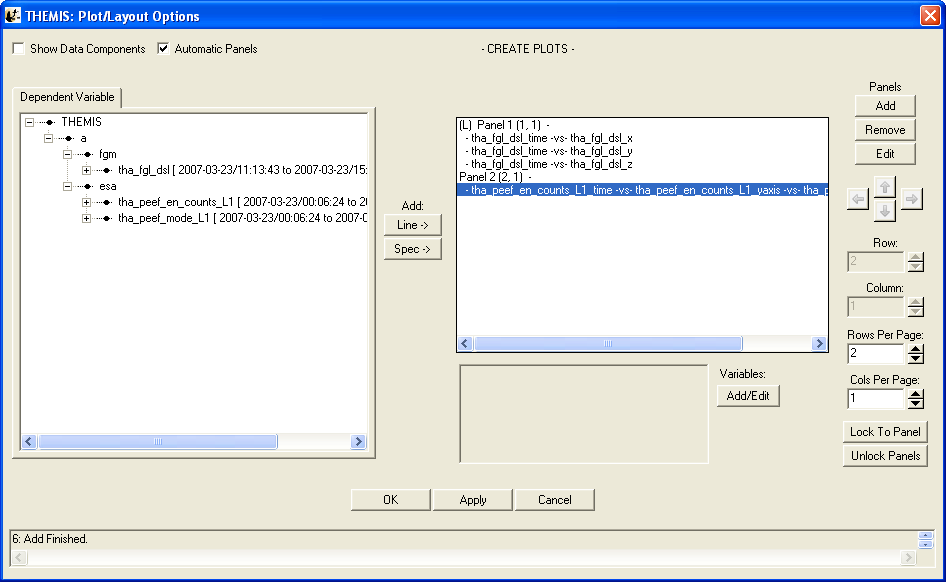 THEMIS: Plot/Layout Options
Show Data Components Automatic Panels - CREATE PLOTS -
Dependent Variable
THEMIS
a
fgm
tha_fgl_dsl [ 2007-03-23/11:13:43 to 2007-03-23/15:
esa
tha_peef_en_counts_L1 [ 2007-03-23/00:06:24 to 20
tha_peef_mode_L1 [ 2007-03-23/00:06:24 to 2007-0
Add:
Line ->
Spec ->
(L) Panel 1 (1, 1) -
- tha_fgl_dsl_time -vs- tha_fgl_dsl_x
- tha_fgl_dsl_time -vs- tha_fgl_dsl_y
- tha_fgl_dsl_time -vs- tha_fgl_dsl_z
Panel 2 (2, 1) -
- tha_peef_en_counts_L1_time -vs- tha_peef_en_counts_L1_yaxis -vs- tha_p
Variables:
Add/Edit
Panels
Add
Remove
Edit
Row:
2
Column:
1
Rows Per Page:
2
Cols Per Page:
1
Lock To Panel
Unlock Panels
OK Apply Cancel
6: Add Finished.